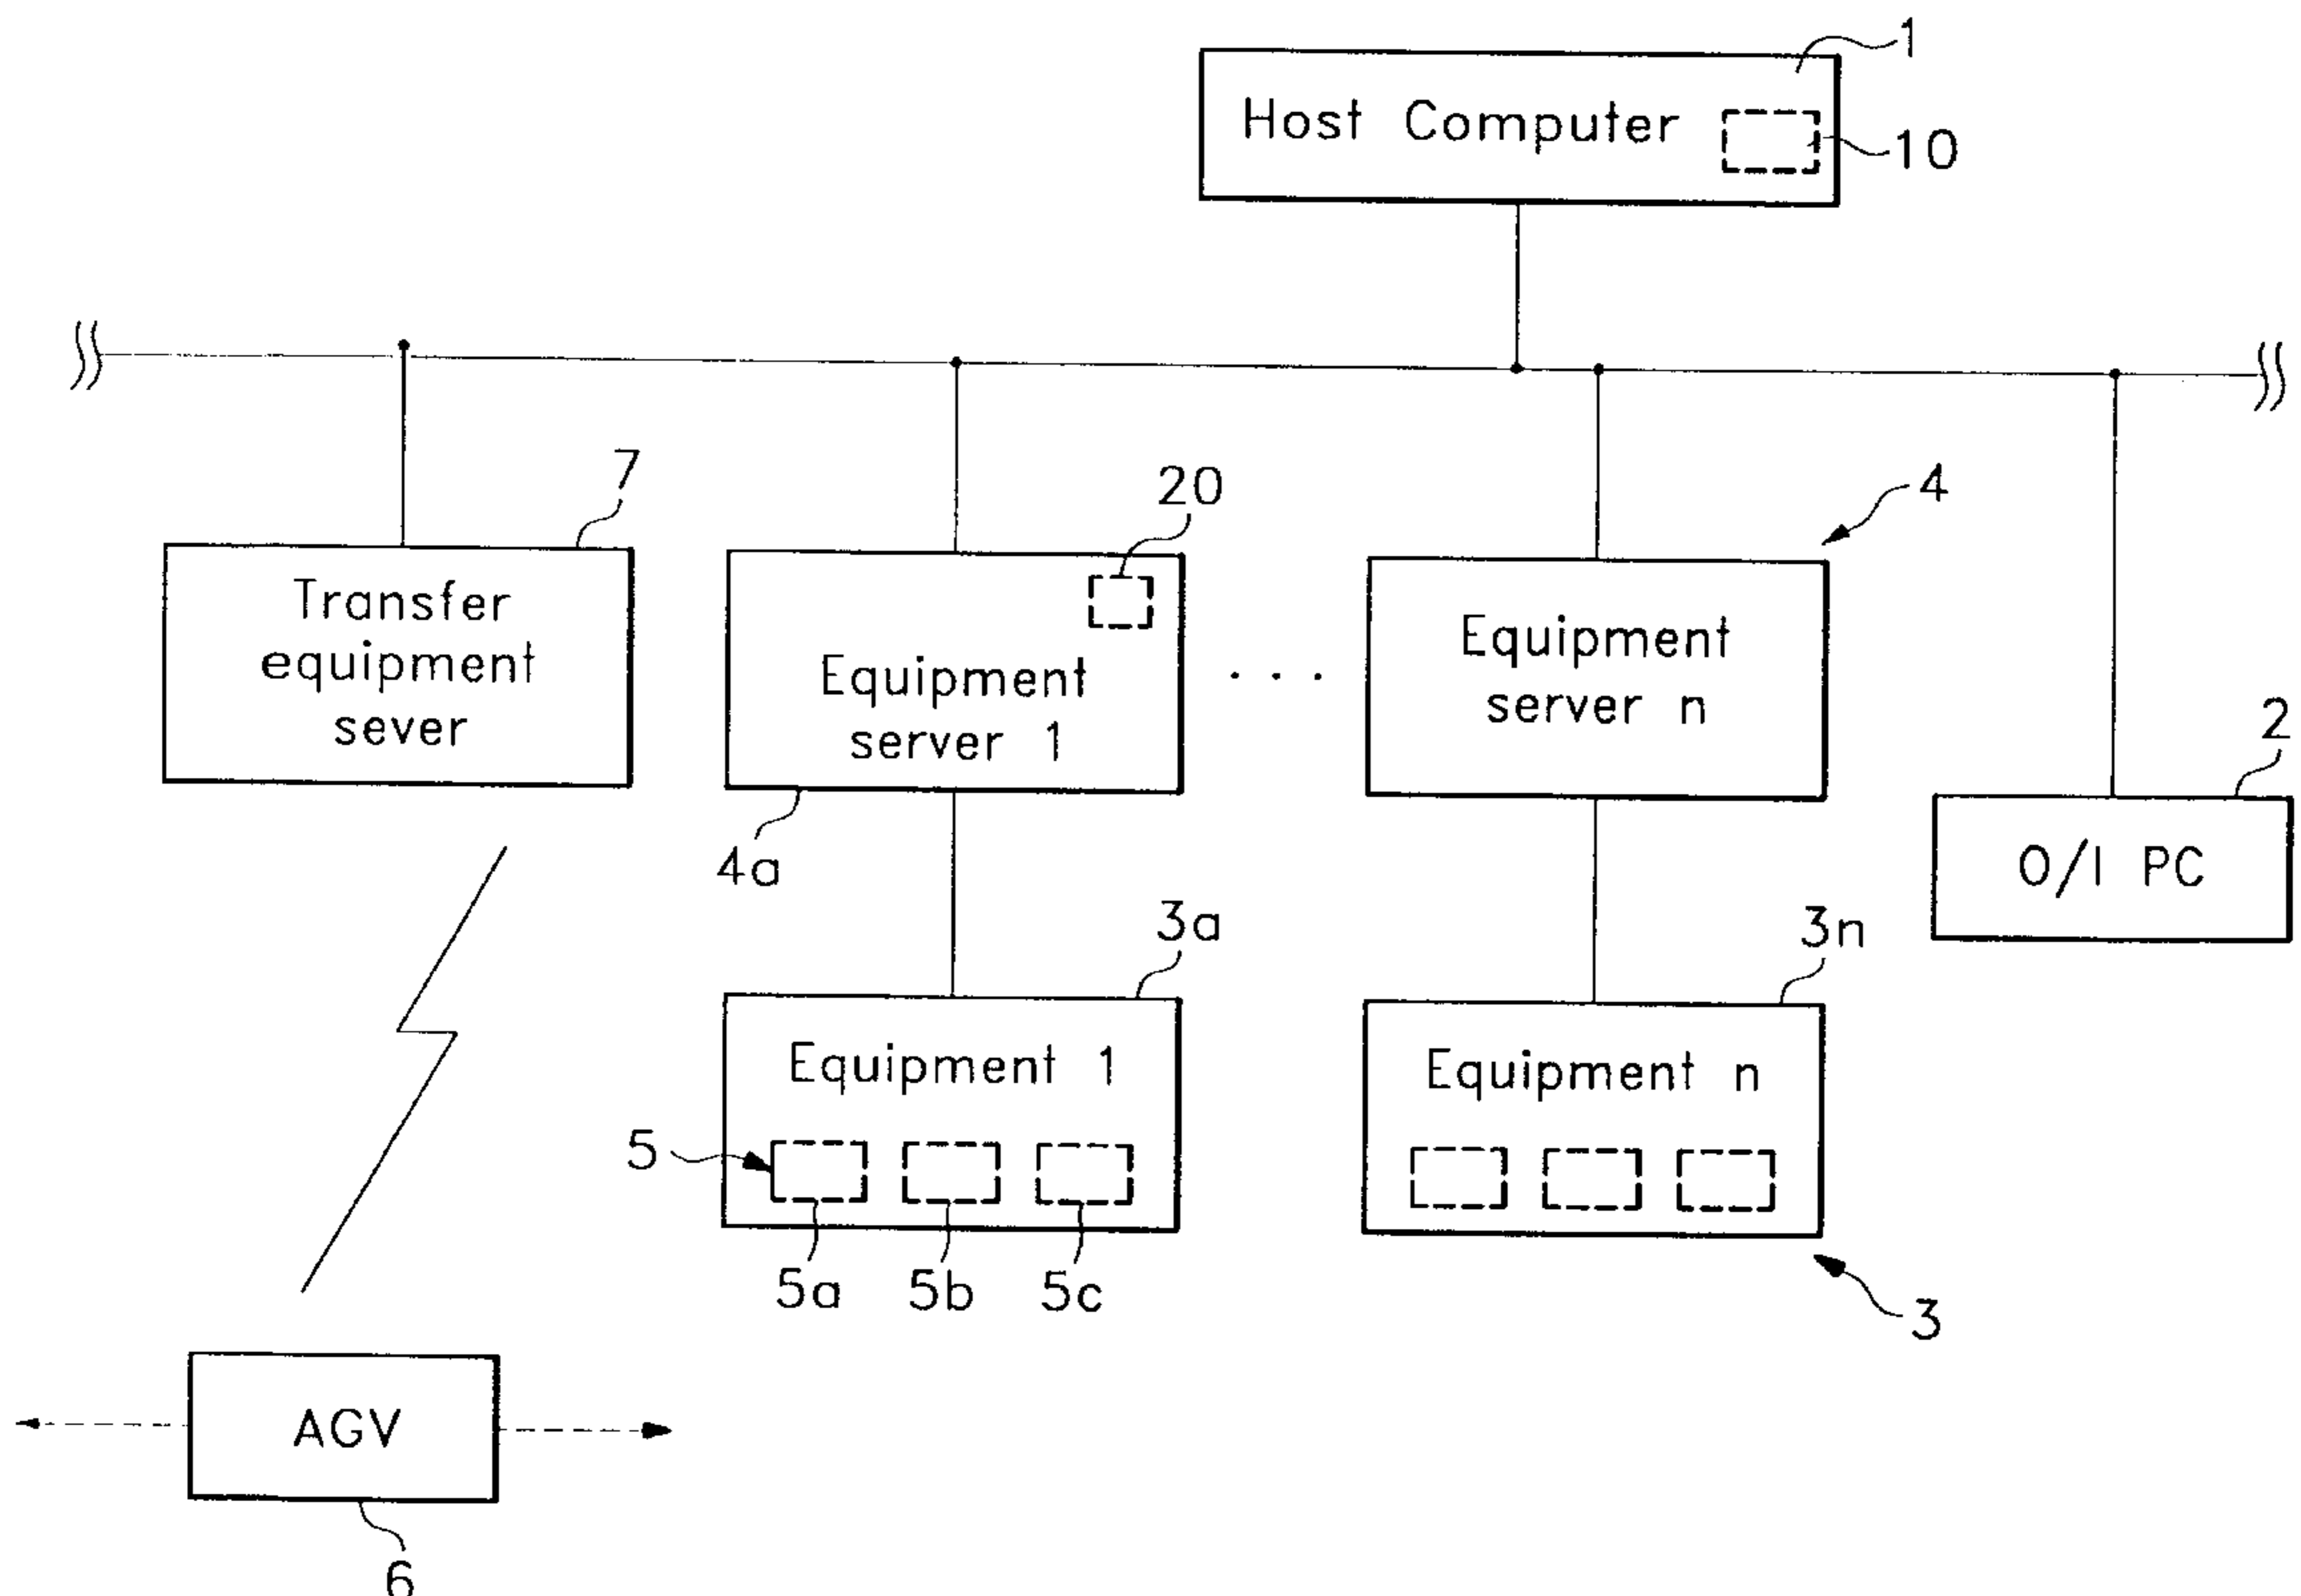 1
Host Computer
10
7
20
4
Transfer
equipment
sever
Equipment
server 1
. . .
Equipment
server n
2
4a
O/I PC
3a
3n
Equipment 1
Equipment n
5
5a
5b
5c
3
AGV
6